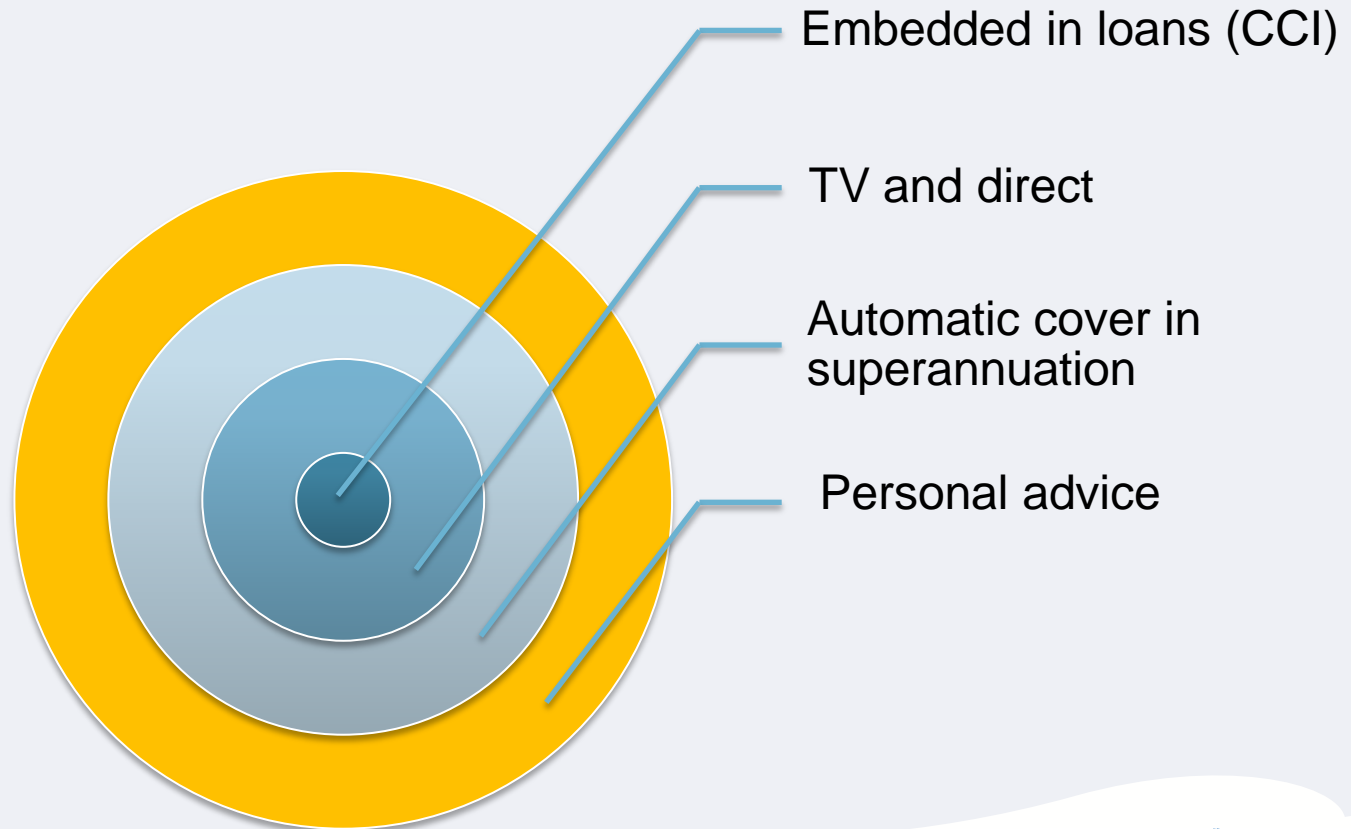 Embedded in loans (CCI)
TV and direct
Automatic cover in
superannuation
Personal advice